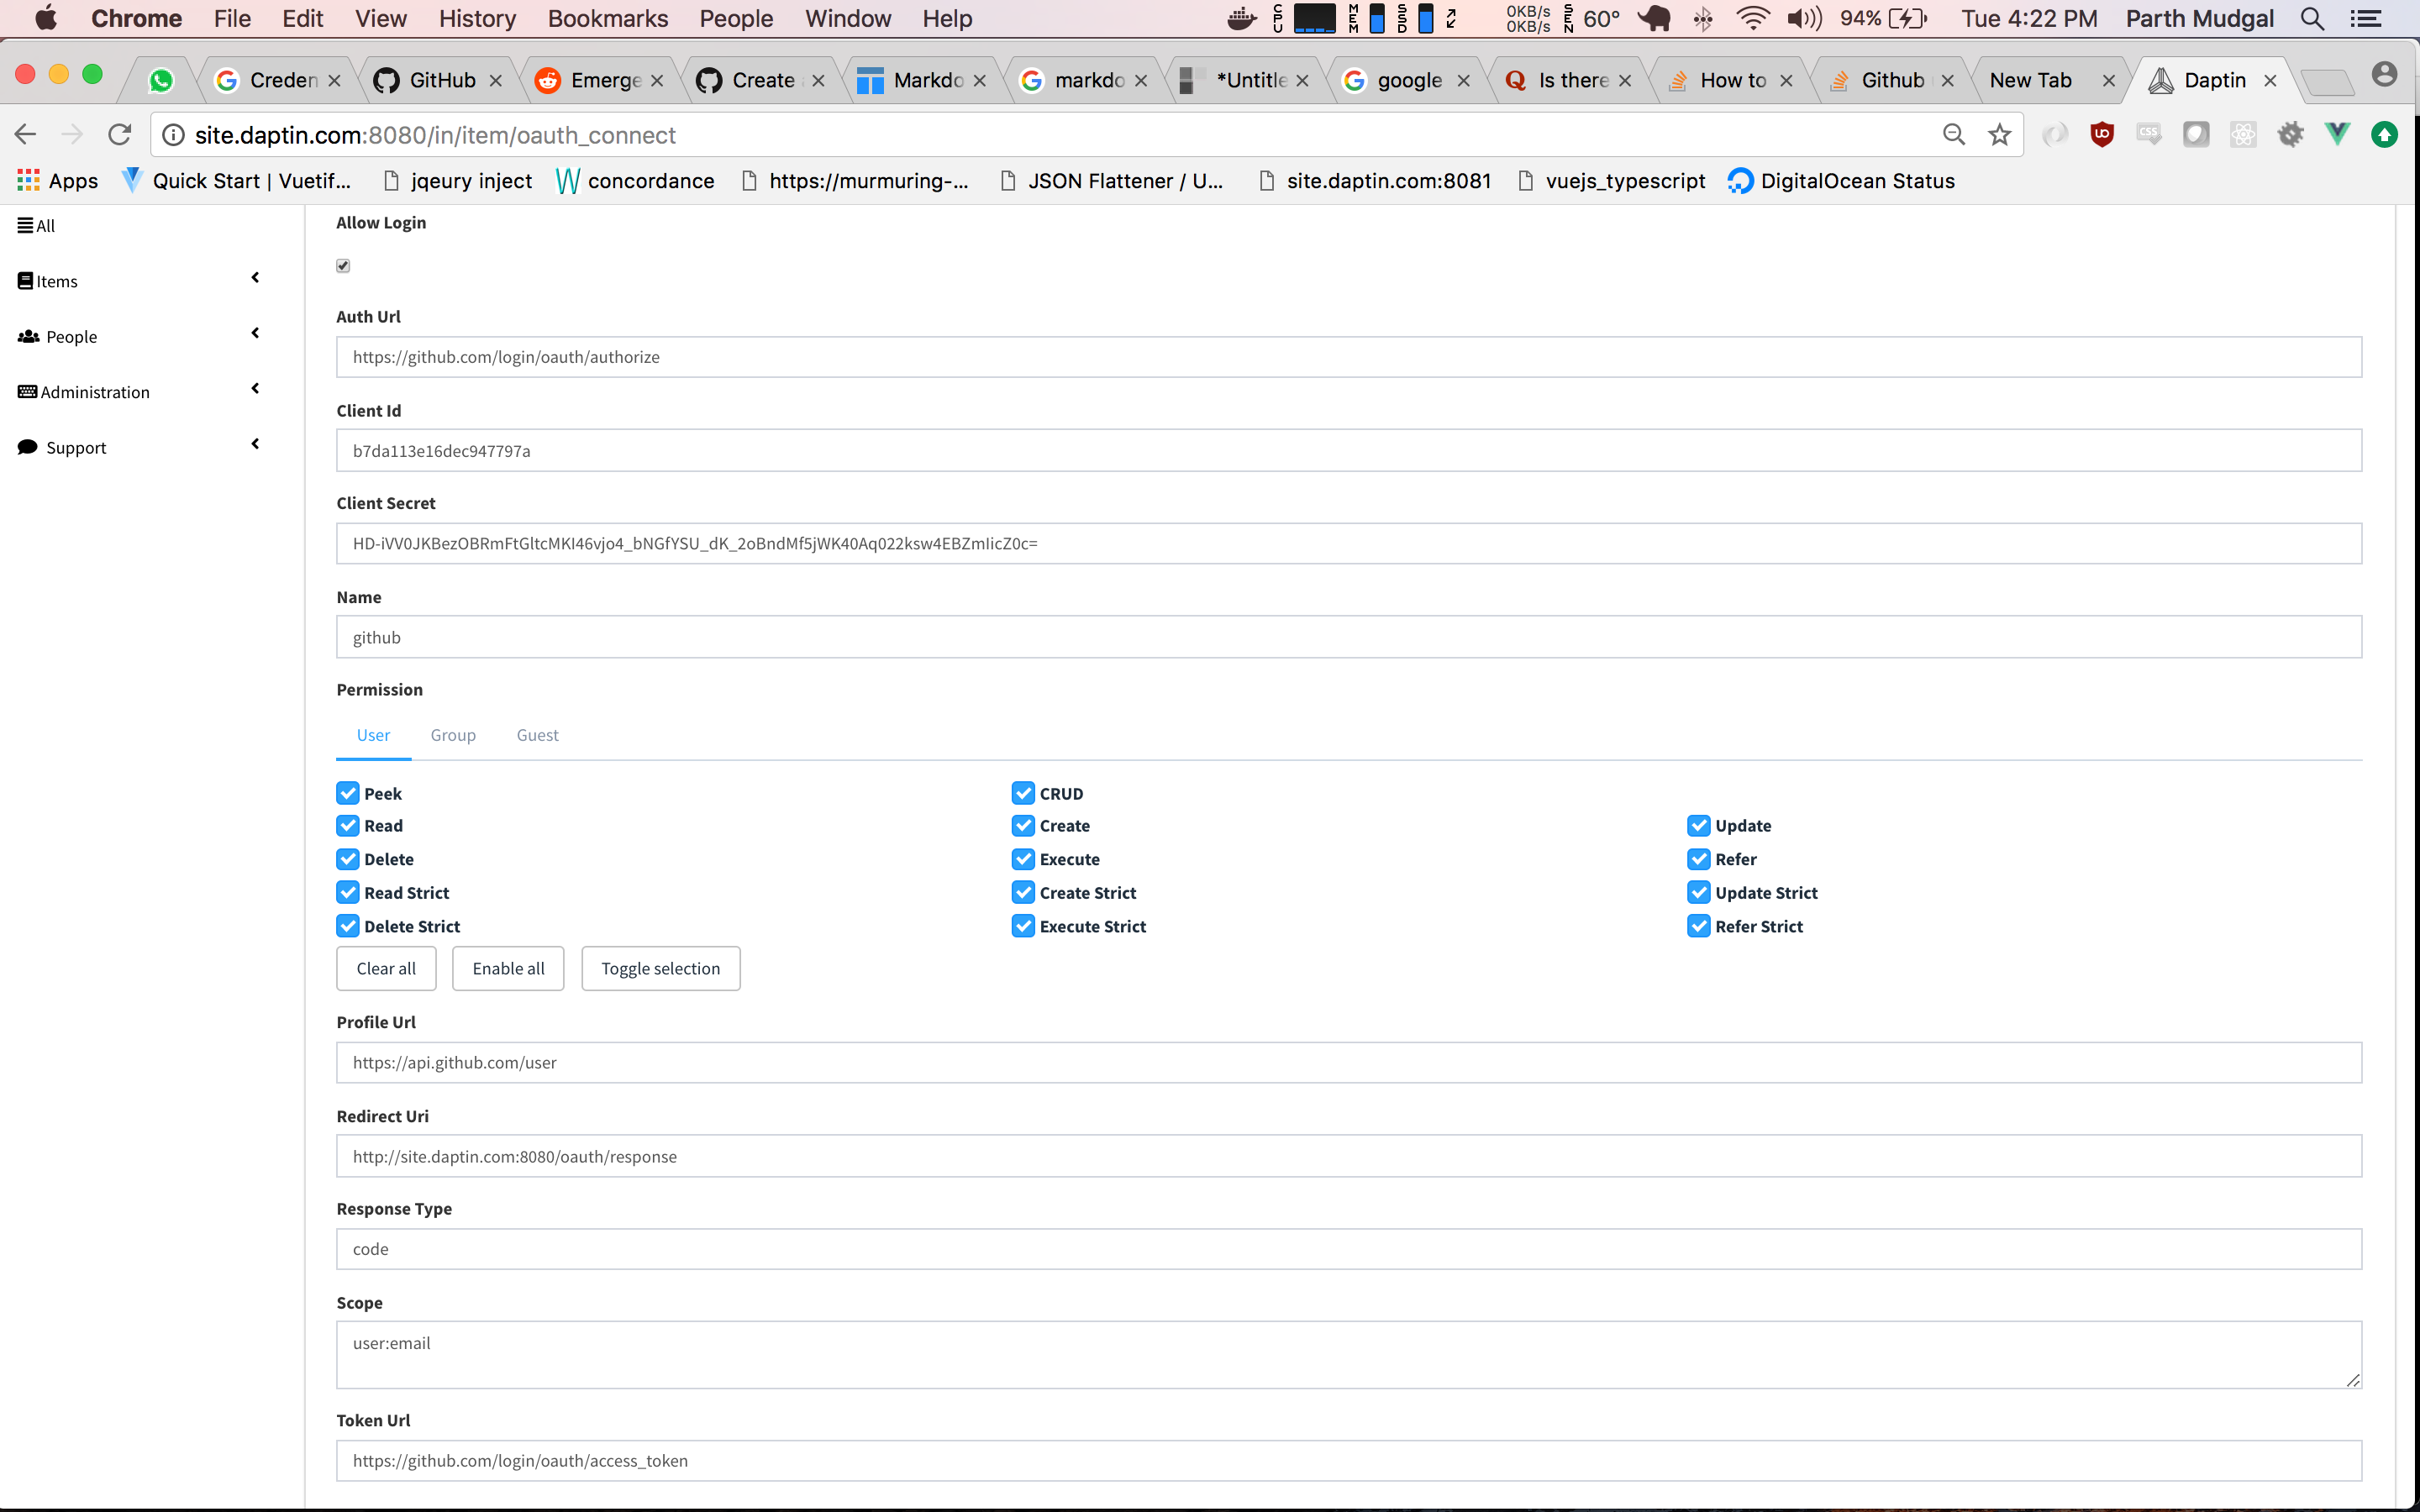 Chrome File Edit View History Bookmarks People Window Help CPU MEM SSD 0KB/s 0KB/s SEN 60° 94% Tue 4:22 PM Parth Mudgal
Creden GitHub Emerge Create Markdo markdo *Untitle google Is there How to Github New Tab Daptin
site.daptin.com:8080/in/item/oauth_connect
Apps Quick Start | Vuetif... jqeury inject concordance https://murmuring-... JSON Flattener / U... site.daptin.com:8081 vuejs_typescript DigitalOcean Status
All
Items
People
Administration
Support
Allow Login
Auth Url
https://github.com/login/oauth/authorize
Client Id
b7da113e16dec947797a
Client Secret
HD-iVV0JKBezOBRmFtGltcMKI46vjo4_bNGfYSU_dK_2oBndMf5jWK40Aq022ksw4EBZmIicZ0c=
Name
github
Permission
User Group Guest
Peek CRUD
Read Create Update
Delete Execute Refer
Read Strict Create Strict Update Strict
Delete Strict Execute Strict Refer Strict
Clear all Enable all Toggle selection
Profile Url
https://api.github.com/user
Redirect Uri
http://site.daptin.com:8080/oauth/response
Response Type
code
Scope
user:email
Token Url
https://github.com/login/oauth/access_token